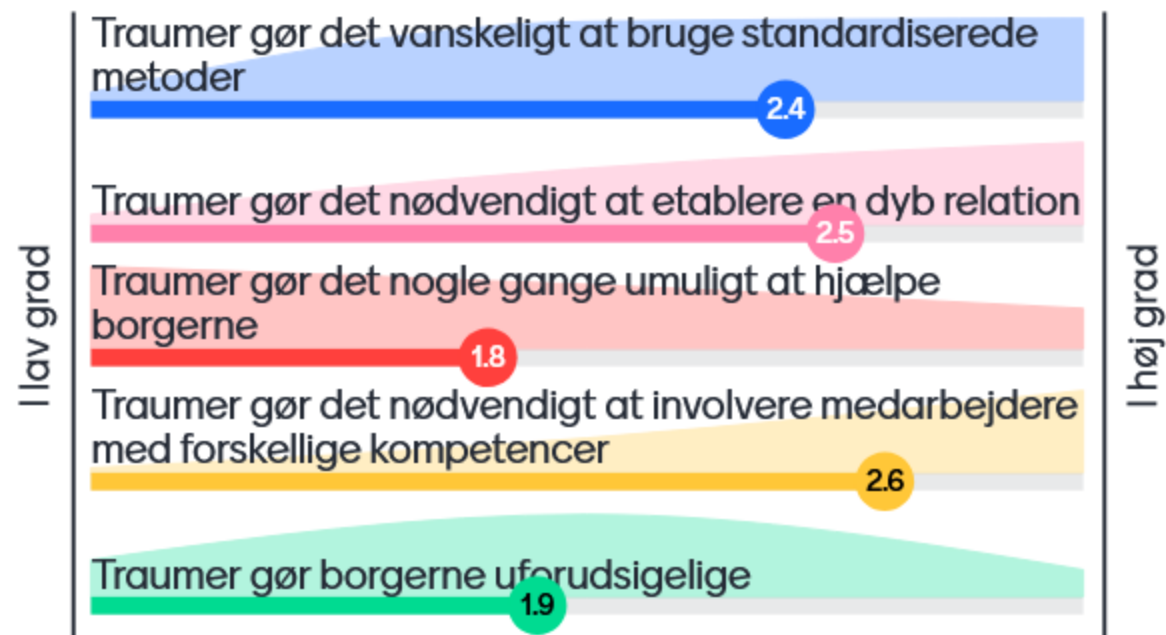 Traumer gør det vanskeligt at bruge standardiserede
metoder
2.4
Traumer gør det nødvendigt at etablere en dyb relation
2.5
Traumer gør det nogle gange umuligt at hjælpe
borgerne
1.8
Traumer gør det nødvendigt at involvere medarbejdere
med forskellige kompetencer
2.6
Traumer gør borgerne uforudsigelige
1.9
I lav grad
I høj grad